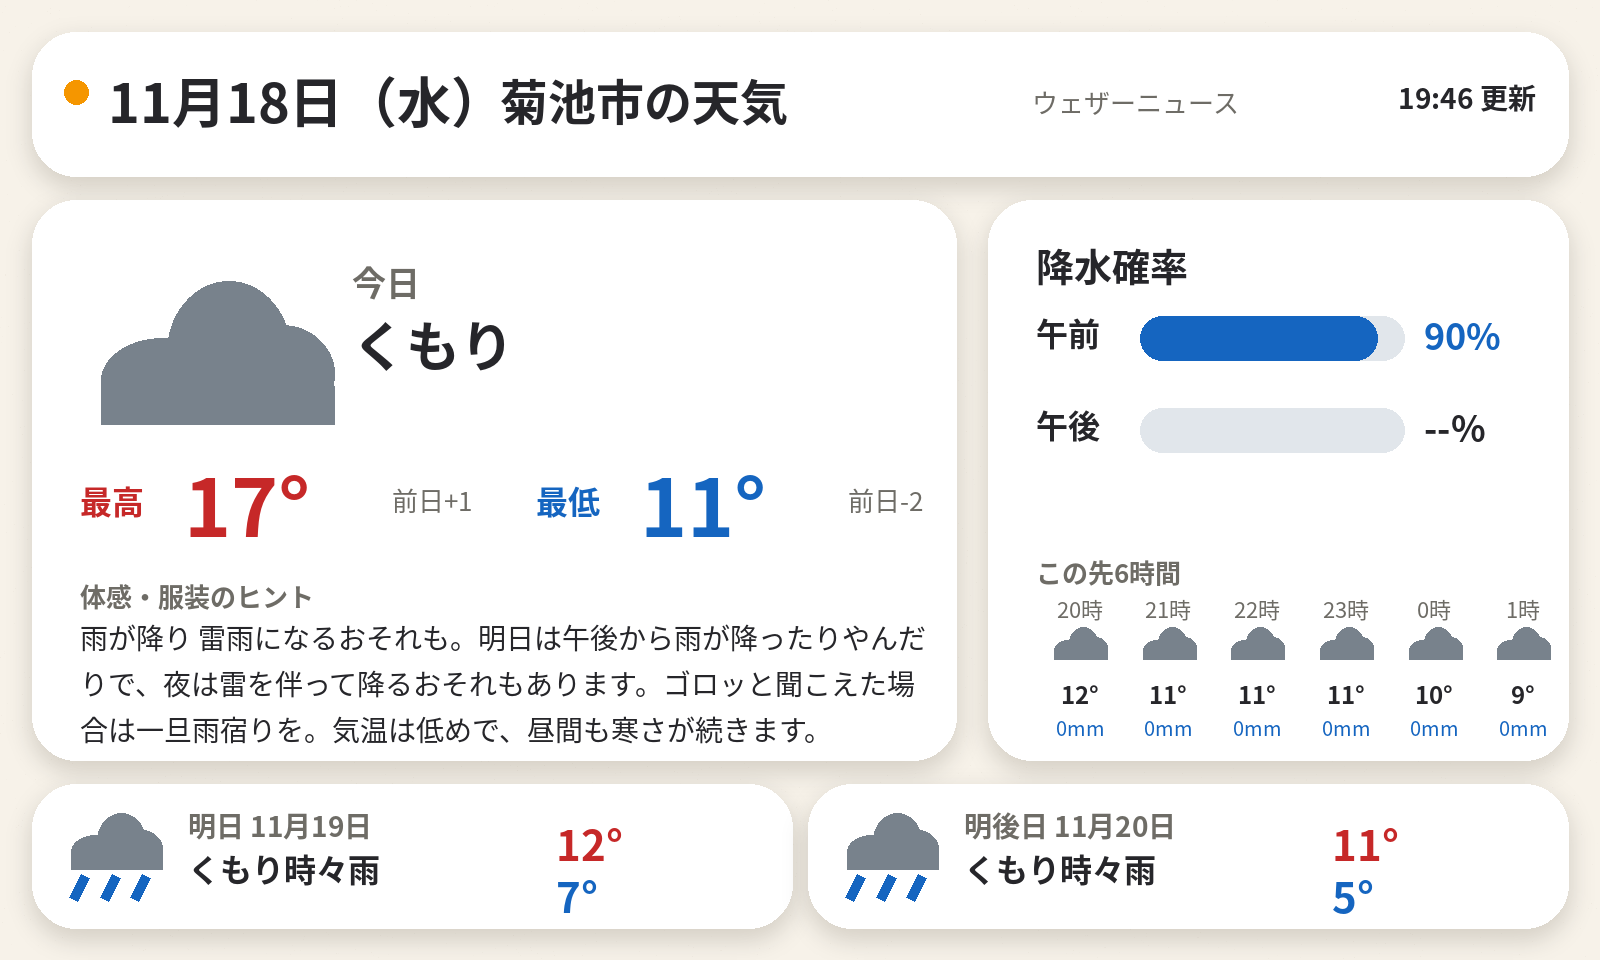 11月18日（水）菊池市の天気
ウェザーニュース
19:46 更新
今日
くもり
最高 17° 前日+1 最低 11° 前日-2
体感・服装のヒント
雨が降り 雷雨になるおそれも。明日は午後から雨が降ったりやんだ
りで、夜は雷を伴って降るおそれもあります。ゴロッと聞こえた場
合は一旦雨宿りを。気温は低めで、昼間も寒さが続きます。
降水確率
午前 90%
午後 --%
この先6時間
20時 21時 22時 23時 0時 1時
12° 11° 11° 11° 10° 9°
0mm 0mm 0mm 0mm 0mm 0mm
明日 11月19日
くもり時々雨
12°
7°
明後日 11月20日
くもり時々雨
11°
5°